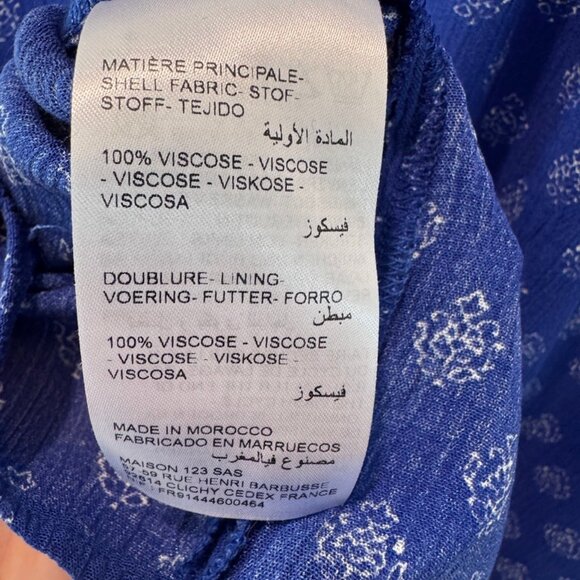 MATIÈRE PRINCIPALE-
SHELL FABRIC- STOF-
STOFF- TEJIDO
المادة الأولية
100% VISCOSE - VISCOSE
- VISCOSE - VISKOSE -
VISCOSA
فيسكوز
DOUBLURE- LINING-
VOERING- FUTTER- FORRO
مبطن
100% VISCOSE - VISCOSE
- VISCOSE - VISKOSE -
VISCOSA
فيسكوز
MADE IN MOROCCO
FABRICADO EN MARRUECOS
مصنوع فيالمغرب
MAISON 123 SAS
57-59 RUE HENRI BARBUSSE
CLICHY CEDEX FRANCE
FR91444600464